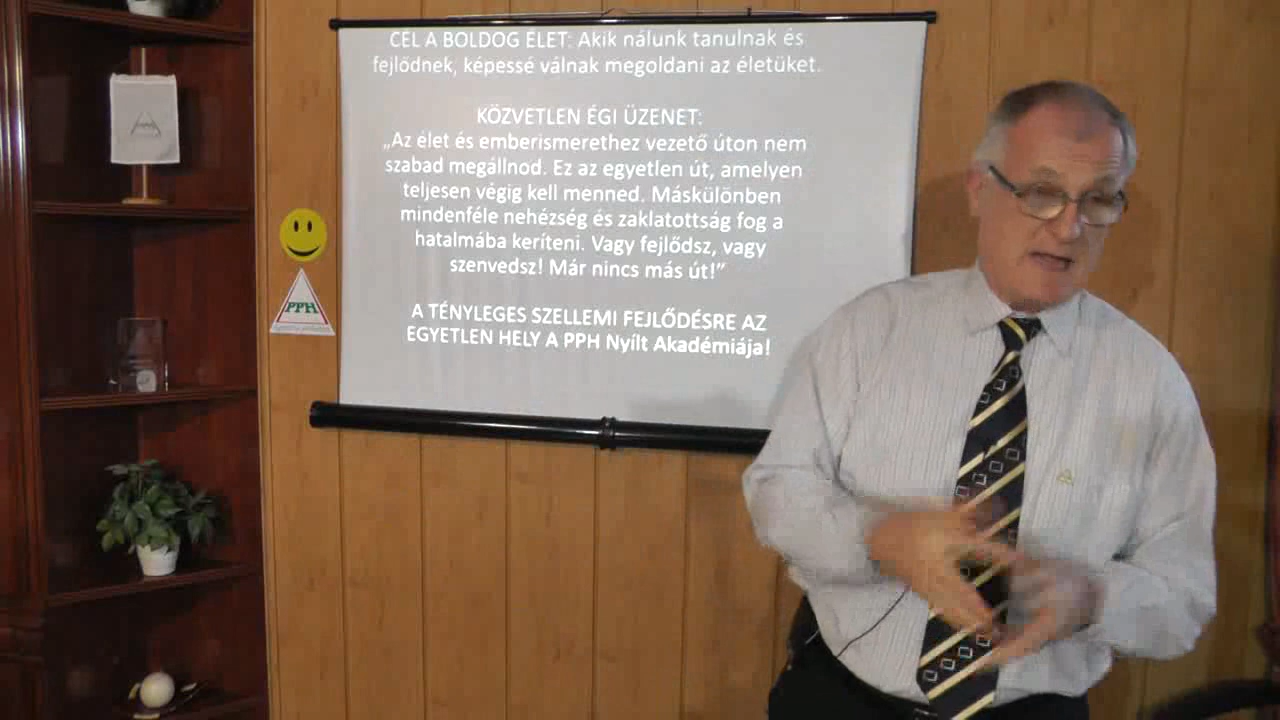 CÉL A BOLDOG ÉLET: Akik nálunk tanulnak és
fejlődnek, képessé válnak megoldani az életüket.
KÖZVETLEN ÉGI ÜZENET:
„Az élet és emberismerethez vezető úton nem
szabad megállnod. Ez az egyetlen út, amelyen
teljesen végig kell menned. Máskülönben
mindenféle nehézség és zaklatottság fog a
hatalmába keríteni. Vagy fejlődsz, vagy
szenvedsz! Már nincs más út!”
A TÉNYLEGES SZELLEMI FEJLŐDÉSRE AZ
EGYETLEN HELY A PPH Nyílt Akadémiája!
PPH